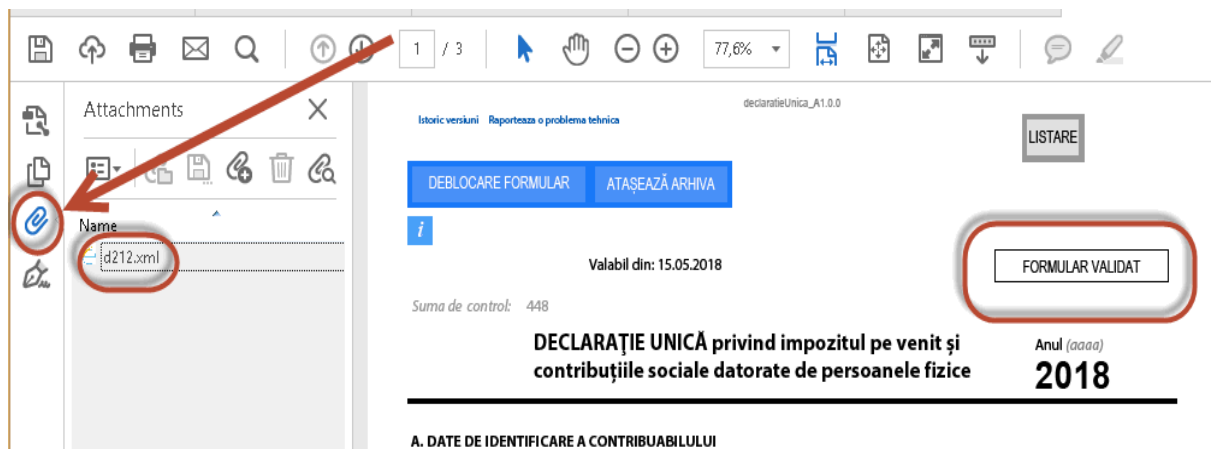 1 / 3
77,6%
Attachments
Name
d212.xml
declaratieUnica_A1.0.0
Istoric versiuni Raporteaza o problema tehnica
LISTARE
DEBLOCARE FORMULAR ATAȘEAZĂ ARHIVA
i
Valabil din: 15.05.2018
FORMULAR VALIDAT
Suma de control: 448
DECLARAŢIE UNICĂ privind impozitul pe venit și
contribuțiile sociale datorate de persoanele fizice
Anul (aaaa)
2018
A. DATE DE IDENTIFICARE A CONTRIBUABILULUI